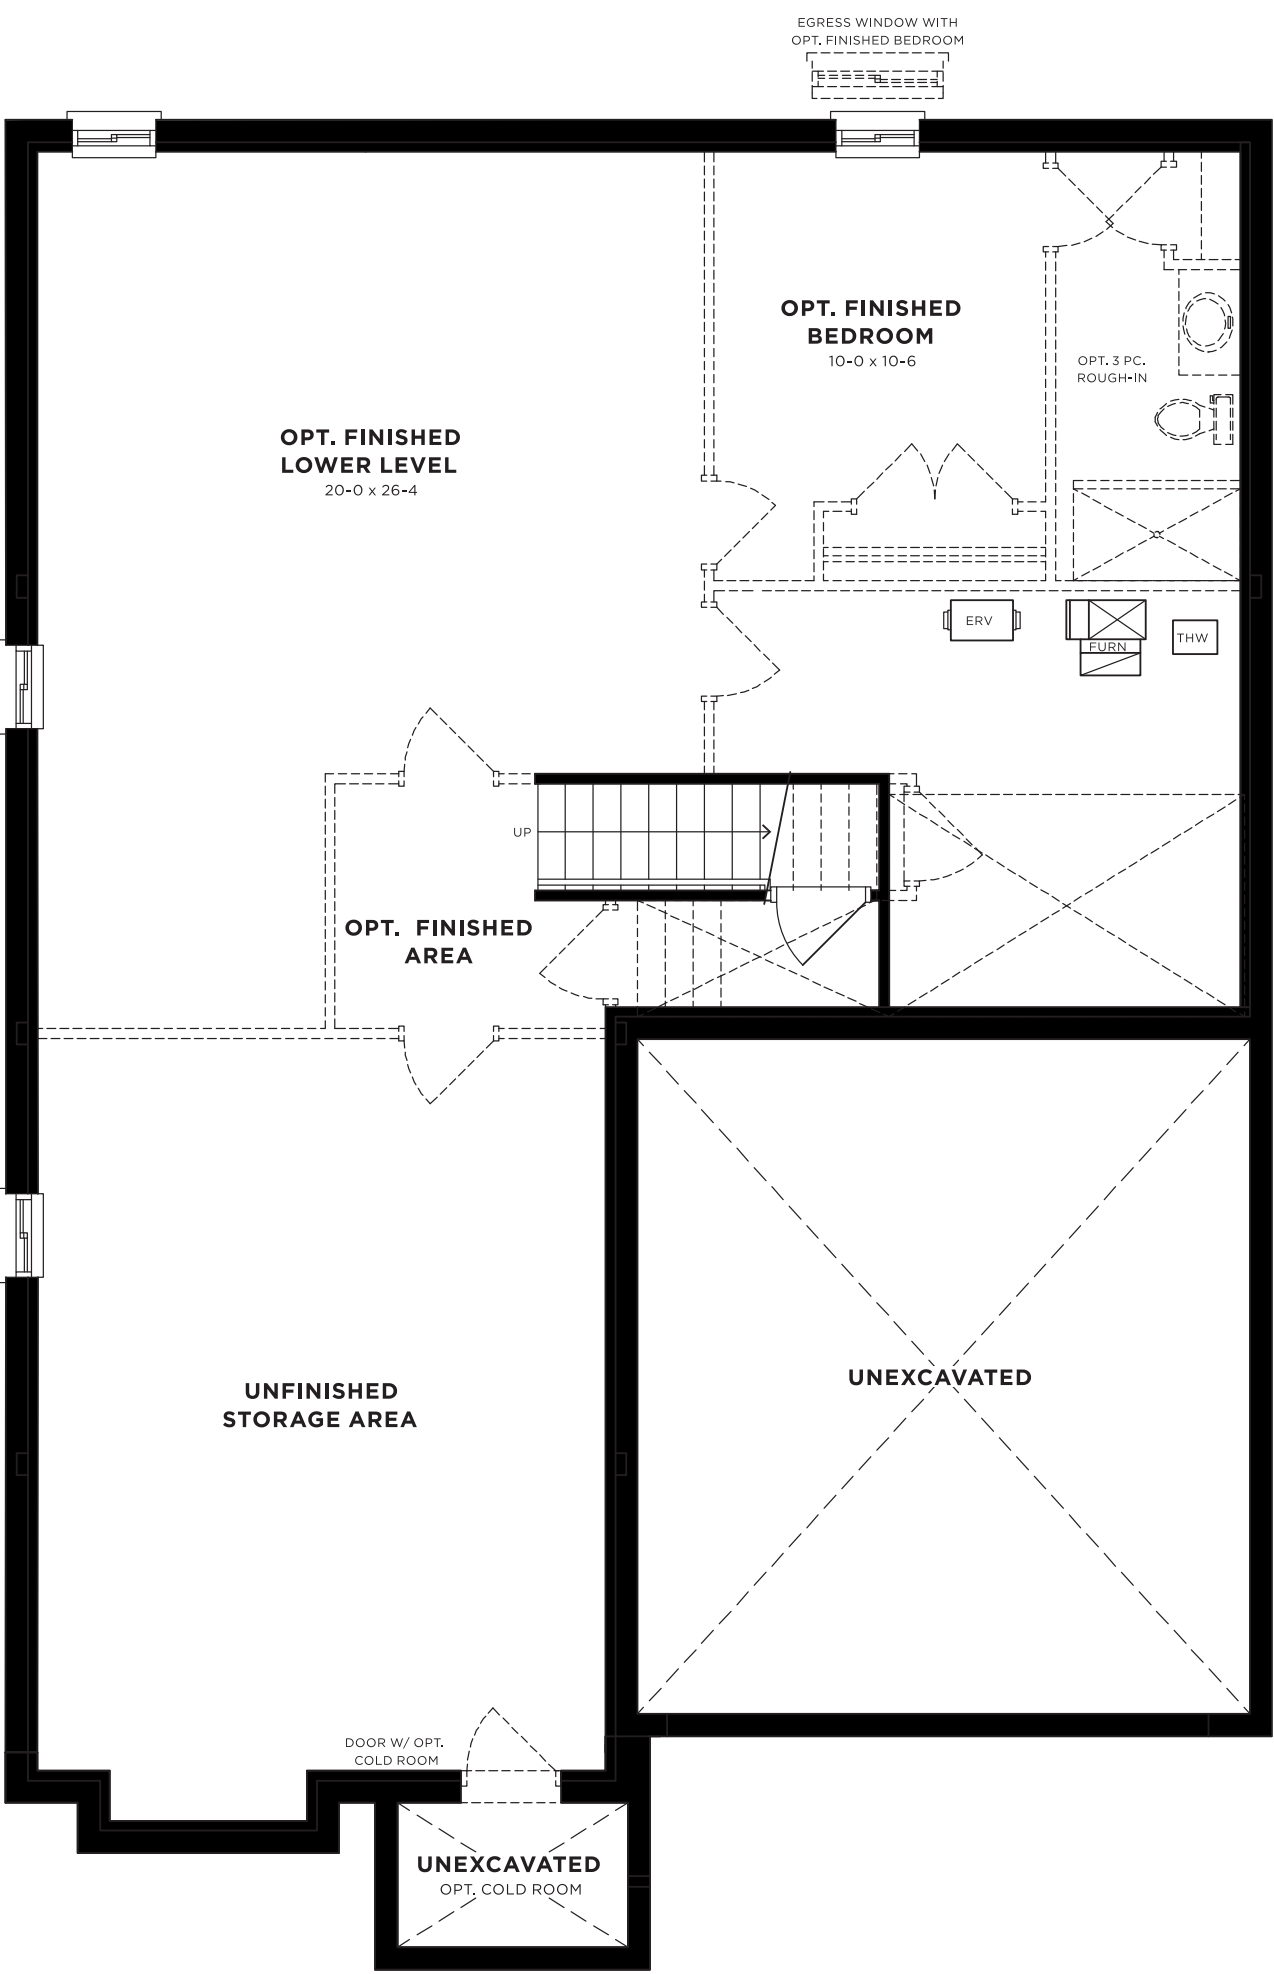 EGRESS WINDOW WITH
OPT. FINISHED BEDROOM
OPT. FINISHED
BEDROOM
10-0 x 10-6
OPT. 3 PC.
ROUGH-IN
OPT. FINISHED
LOWER LEVEL
20-0 x 26-4
ERV
FURN
THW
UP
OPT. FINISHED
AREA
UNFINISHED
STORAGE AREA
UNEXCAVATED
DOOR W/ OPT.
COLD ROOM
UNEXCAVATED
OPT. COLD ROOM